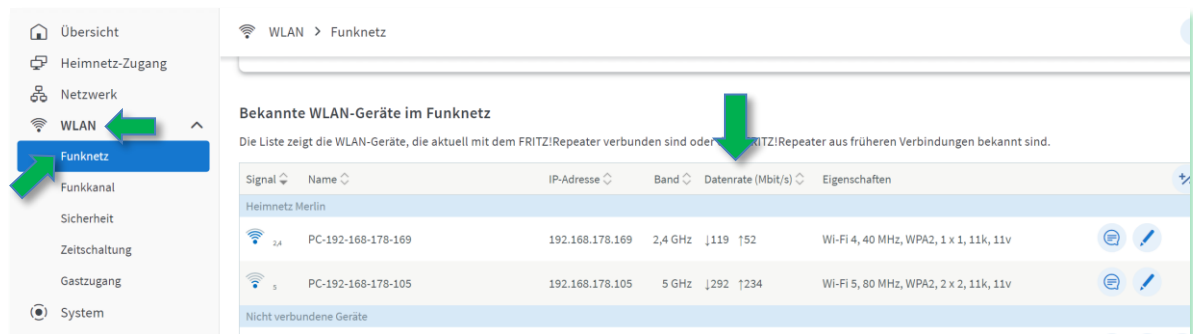 Übersicht
WLAN > Funknetz
Heimnetz-Zugang
Netzwerk
WLAN
Funknetz
Funkkanal
Sicherheit
Zeitschaltung
Gastzugang
System
Bekannte WLAN-Geräte im Funknetz
Die Liste zeigt die WLAN-Geräte, die aktuell mit dem FRITZ!Repeater verbunden sind oder FRITZ!Repeater aus früheren Verbindungen bekannt sind.
Signal Name IP-Adresse Band Datenrate (Mbit/s) Eigenschaften +/
Heimnetz Merlin
2,4 PC-192-168-178-169 192.168.178.169 2,4 GHz ↓119 ↑52 Wi-Fi 4, 40 MHz, WPA2, 1 x 1, 11k, 11v
5 PC-192-168-178-105 192.168.178.105 5 GHz ↓292 ↑234 Wi-Fi 5, 80 MHz, WPA2, 2 x 2, 11k, 11v
Nicht verbundene Geräte